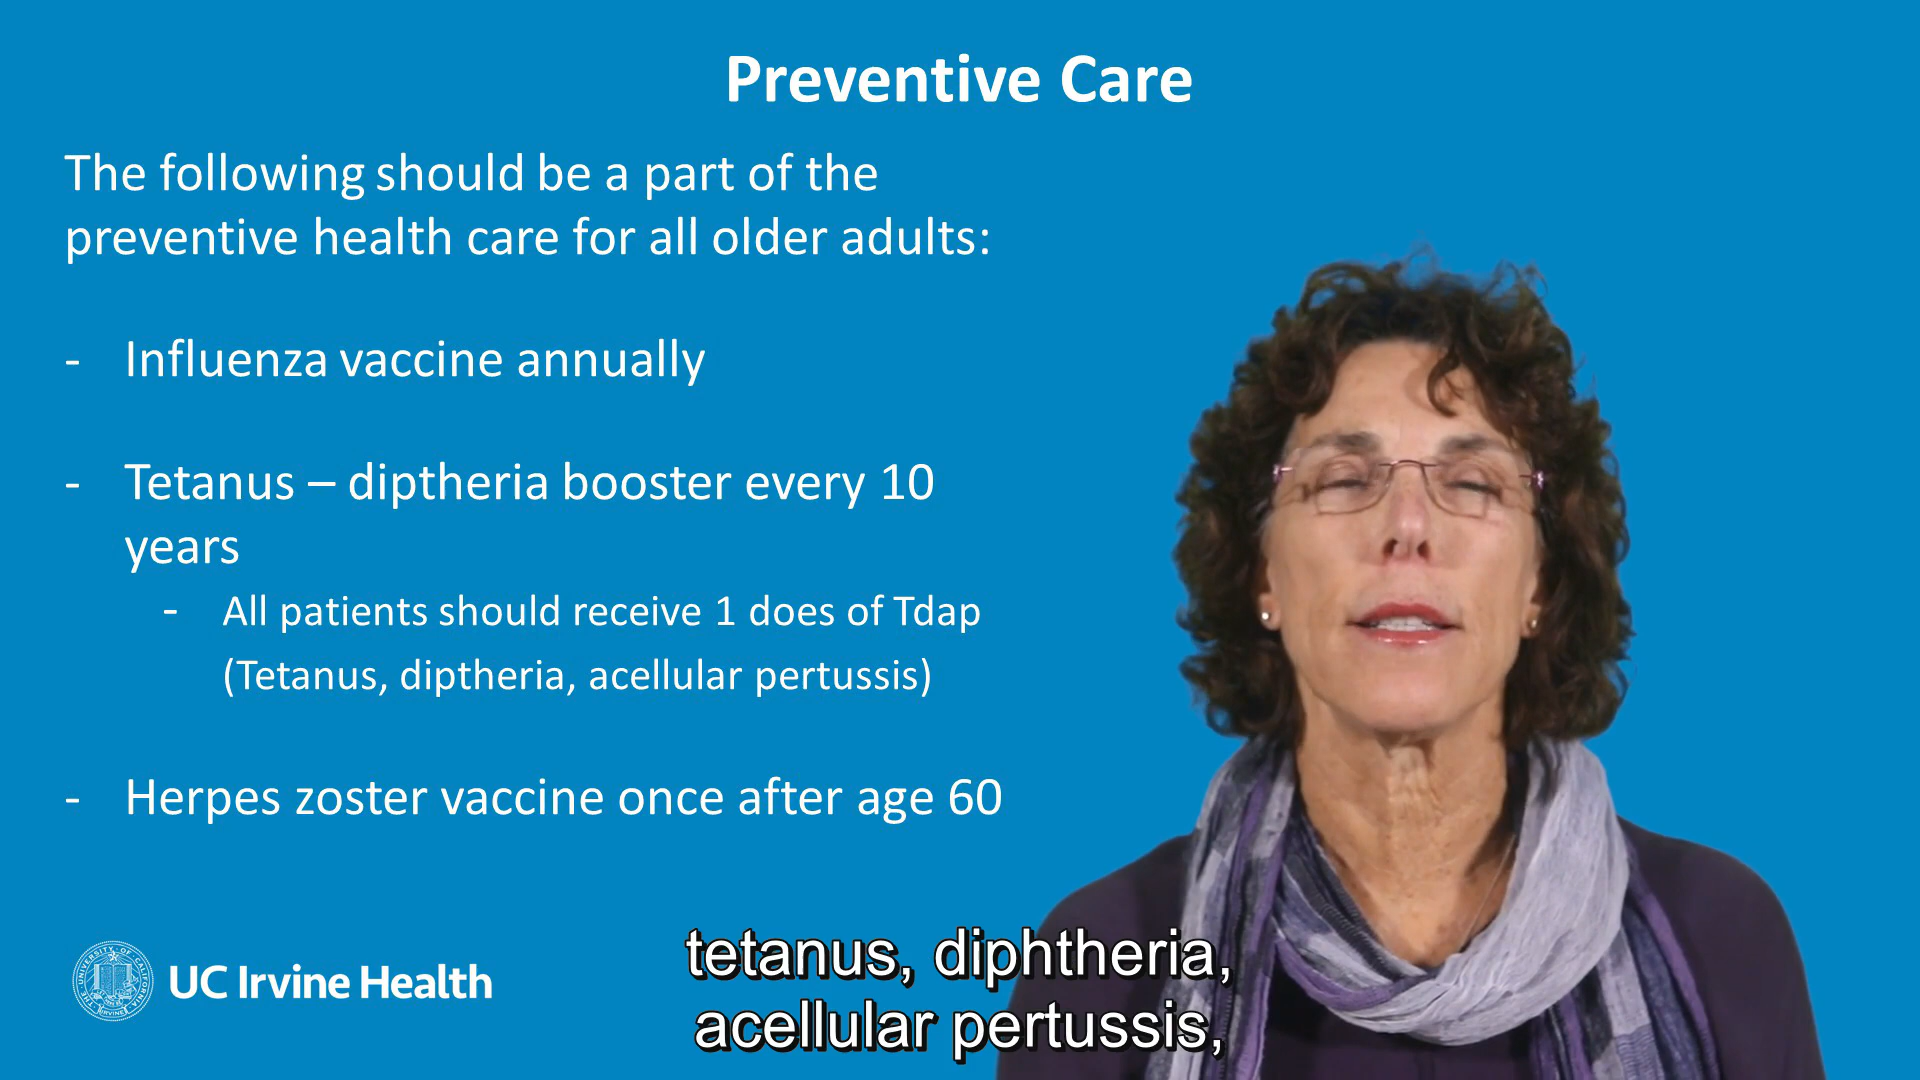 Preventive Care
The following should be a part of the
preventive health care for all older adults:
- Influenza vaccine annually
- Tetanus – diptheria booster every 10
years
- All patients should receive 1 does of Tdap
(Tetanus, diptheria, acellular pertussis)
- Herpes zoster vaccine once after age 60
UC Irvine Health
tetanus, diphtheria,
acellular pertussis,